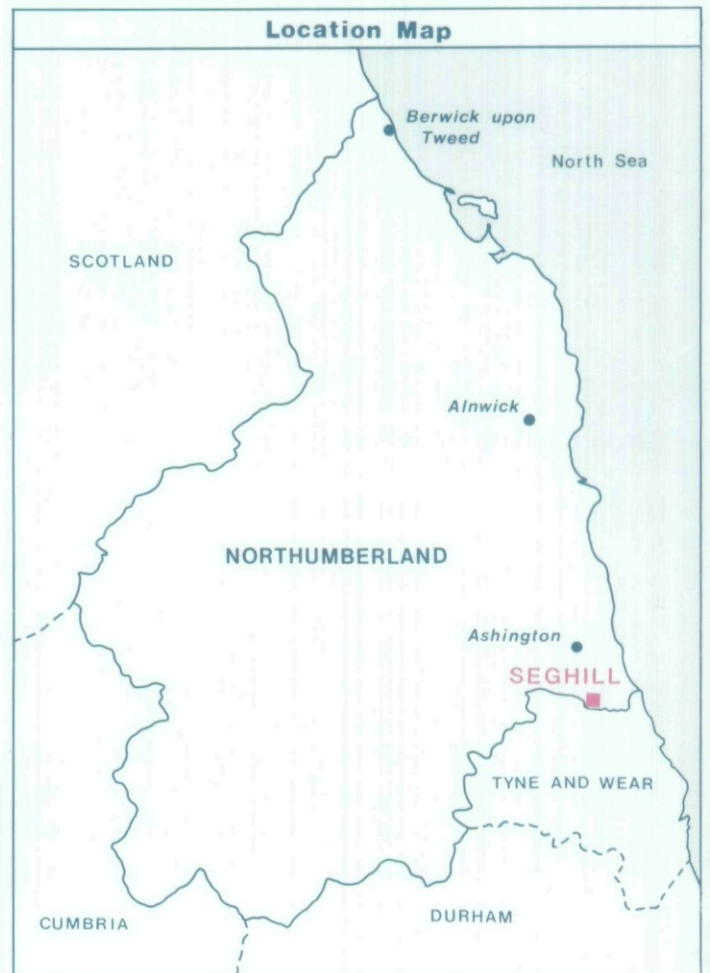 Location Map
Berwick upon
Tweed
North Sea
SCOTLAND
Alnwick
NORTHUMBERLAND
Ashington
SEGHILL
TYNE AND WEAR
CUMBRIA
DURHAM